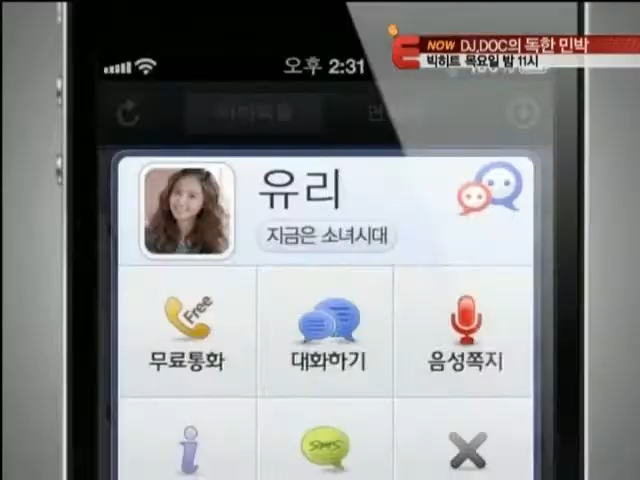 NOW DJ.DOC의 독한 민박
빅히트 목요일 밤 11시
오후 2:31
유리
지금은 소녀시대
Free
무료통화
대화하기
음성쪽지
SMS